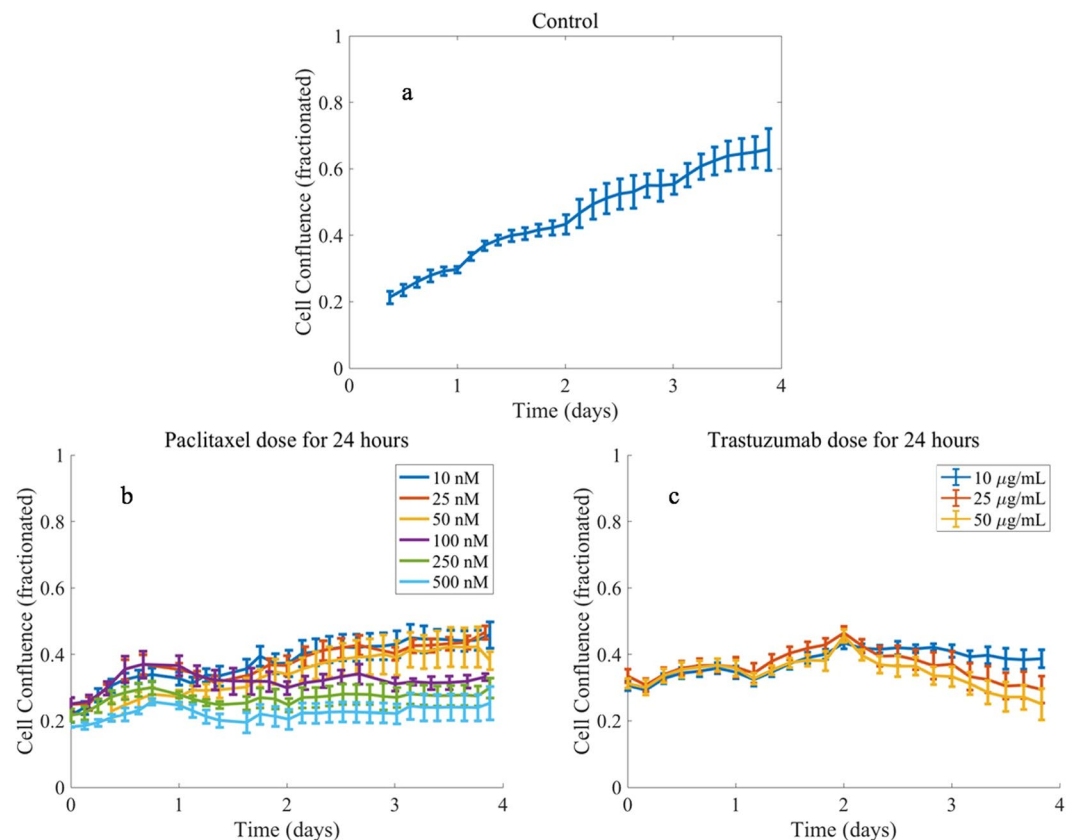 Control
a
Cell Confluence (fractionated)
1
0.8
0.6
0.4
0.2
0
0 1 2 3 4
Time (days)
Paclitaxel dose for 24 hours
b
Cell Confluence (fractionated)
1
0.8
0.6
0.4
0.2
0
10 nM
25 nM
50 nM
100 nM
250 nM
500 nM
0 1 2 3 4
Time (days)
Trastuzumab dose for 24 hours
c
Cell Confluence (fractionated)
1
0.8
0.6
0.4
0.2
0
10 μg/mL
25 μg/mL
50 μg/mL
0 1 2 3 4
Time (days)